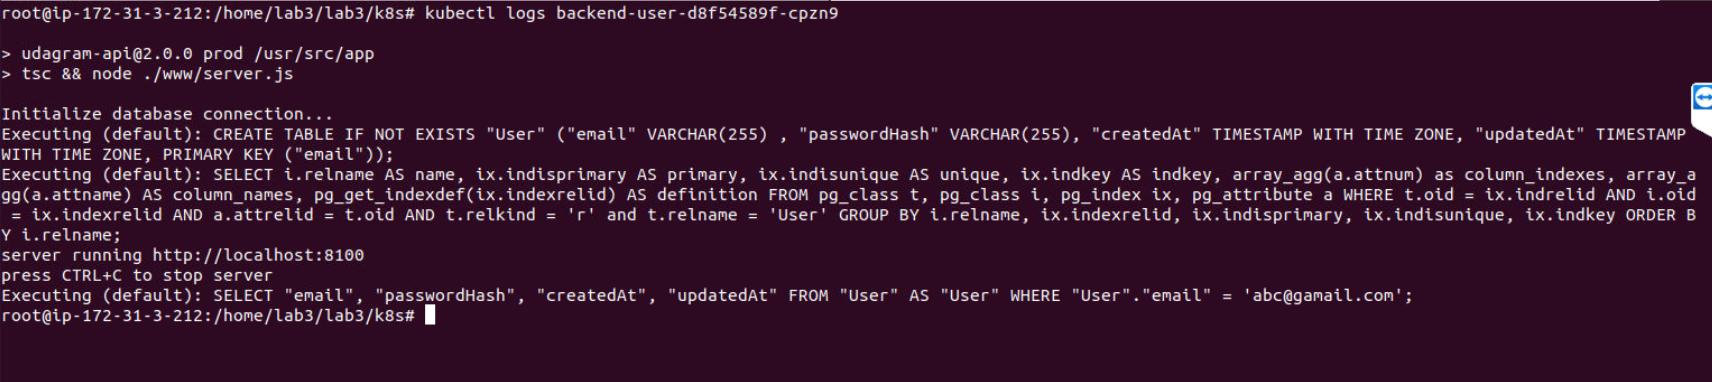 root@ip-172-31-3-212:/home/lab3/lab3/k8s# kubectl logs backend-user-d8f54589f-cpzn9
> udagram-api@2.0.0 prod /usr/src/app
> tsc && node ./www/server.js
Initialize database connection...
Executing (default): CREATE TABLE IF NOT EXISTS "User" ("email" VARCHAR(255) , "passwordHash" VARCHAR(255), "createdAt" TIMESTAMP WITH TIME ZONE, "updatedAt" TIMESTAMP
WITH TIME ZONE, PRIMARY KEY ("email"));
Executing (default): SELECT i.relname AS name, ix.indisprimary AS primary, ix.indisunique AS unique, ix.indkey AS indkey, array_agg(a.attnum) as column_indexes, array_a
gg(a.attname) AS column_names, pg_get_indexdef(ix.indexrelid) AS definition FROM pg_class t, pg_class i, pg_index ix, pg_attribute a WHERE t.oid = ix.indrelid AND i.oid
= ix.indexrelid AND a.attrelid = t.oid AND t.relkind = 'r' and t.relname = 'User' GROUP BY i.relname, ix.indexrelid, ix.indisprimary, ix.indisunique, ix.indkey ORDER B
Y i.relname;
server running http://localhost:8100
press CTRL+C to stop server
Executing (default): SELECT "email", "passwordHash", "createdAt", "updatedAt" FROM "User" AS "User" WHERE "User"."email" = 'abc@gamail.com';
root@ip-172-31-3-212:/home/lab3/lab3/k8s#